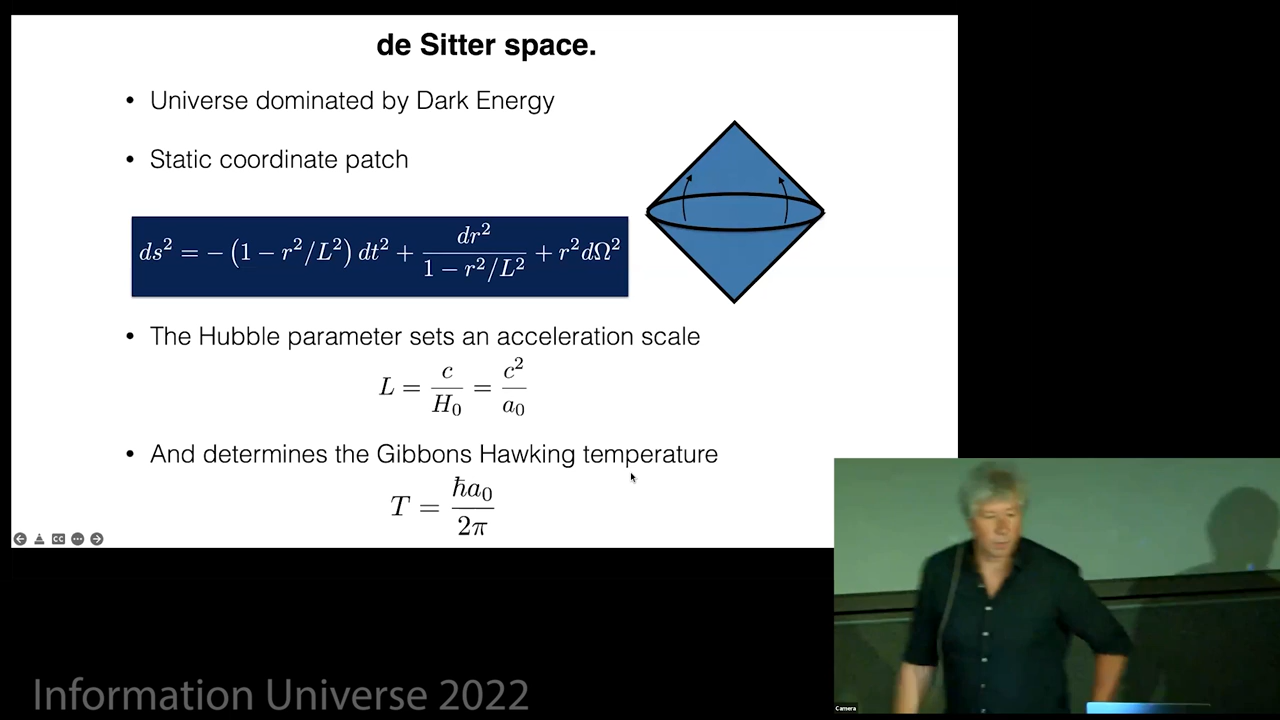 de Sitter space.
• Universe dominated by Dark Energy
• Static coordinate patch
ds² = −(1 − r²/L²) dt² + dr²/(1 − r²/L²) + r²dΩ²
• The Hubble parameter sets an acceleration scale
L = c/H₀ = c²/a₀
• And determines the Gibbons Hawking temperature
T = ħa₀/2π
CC
Camera
Information Universe 2022